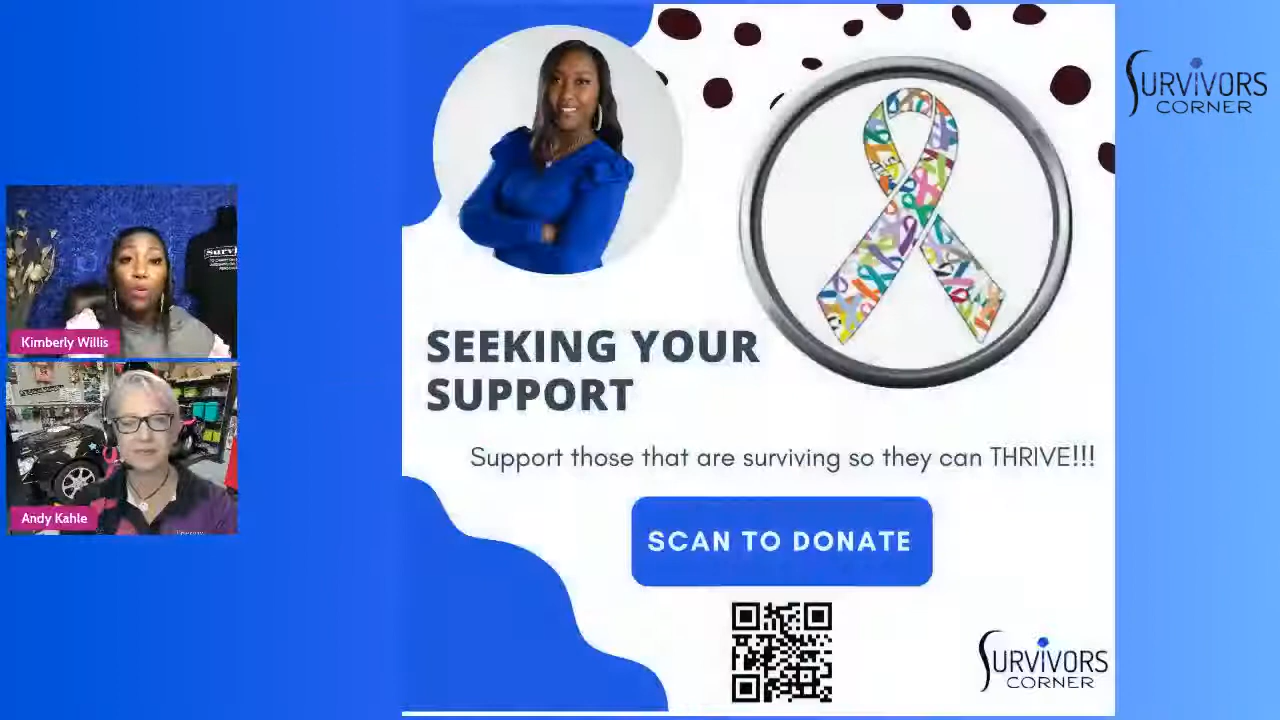 SURVIVORS
CORNER
Kimberly Willis
Andy Kahle
SEEKING YOUR
SUPPORT
Support those that are surviving so they can THRIVE!!!
SCAN TO DONATE
SURVIVORS
CORNER